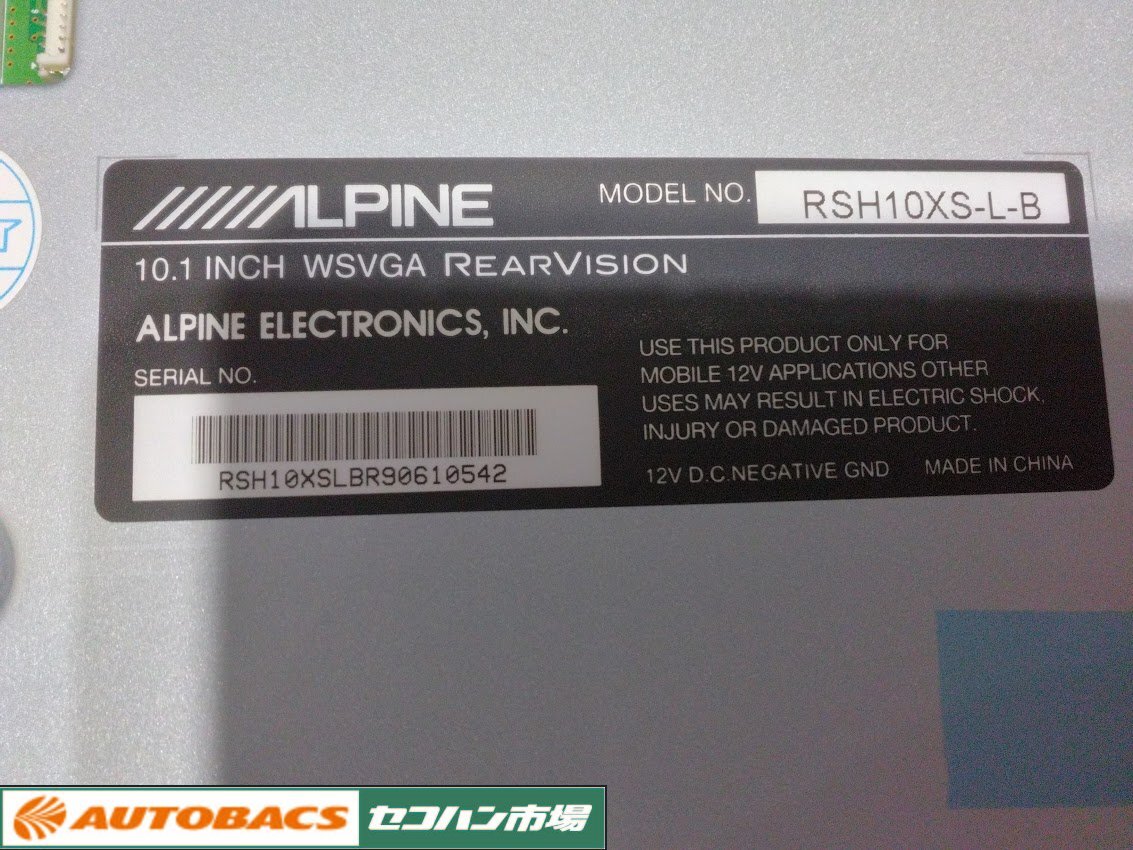 ALPINE
MODEL NO. RSH10XS-L-B
10.1 INCH WSVGA REARVISION
ALPINE ELECTRONICS, INC.
SERIAL NO.
RSH10XSLBR90610542
USE THIS PRODUCT ONLY FOR
MOBILE 12V APPLICATIONS OTHER
USES MAY RESULT IN ELECTRIC SHOCK,
INJURY OR DAMAGED PRODUCT.
12V D.C.NEGATIVE GND MADE IN CHINA
AUTOBACS セコハン市場